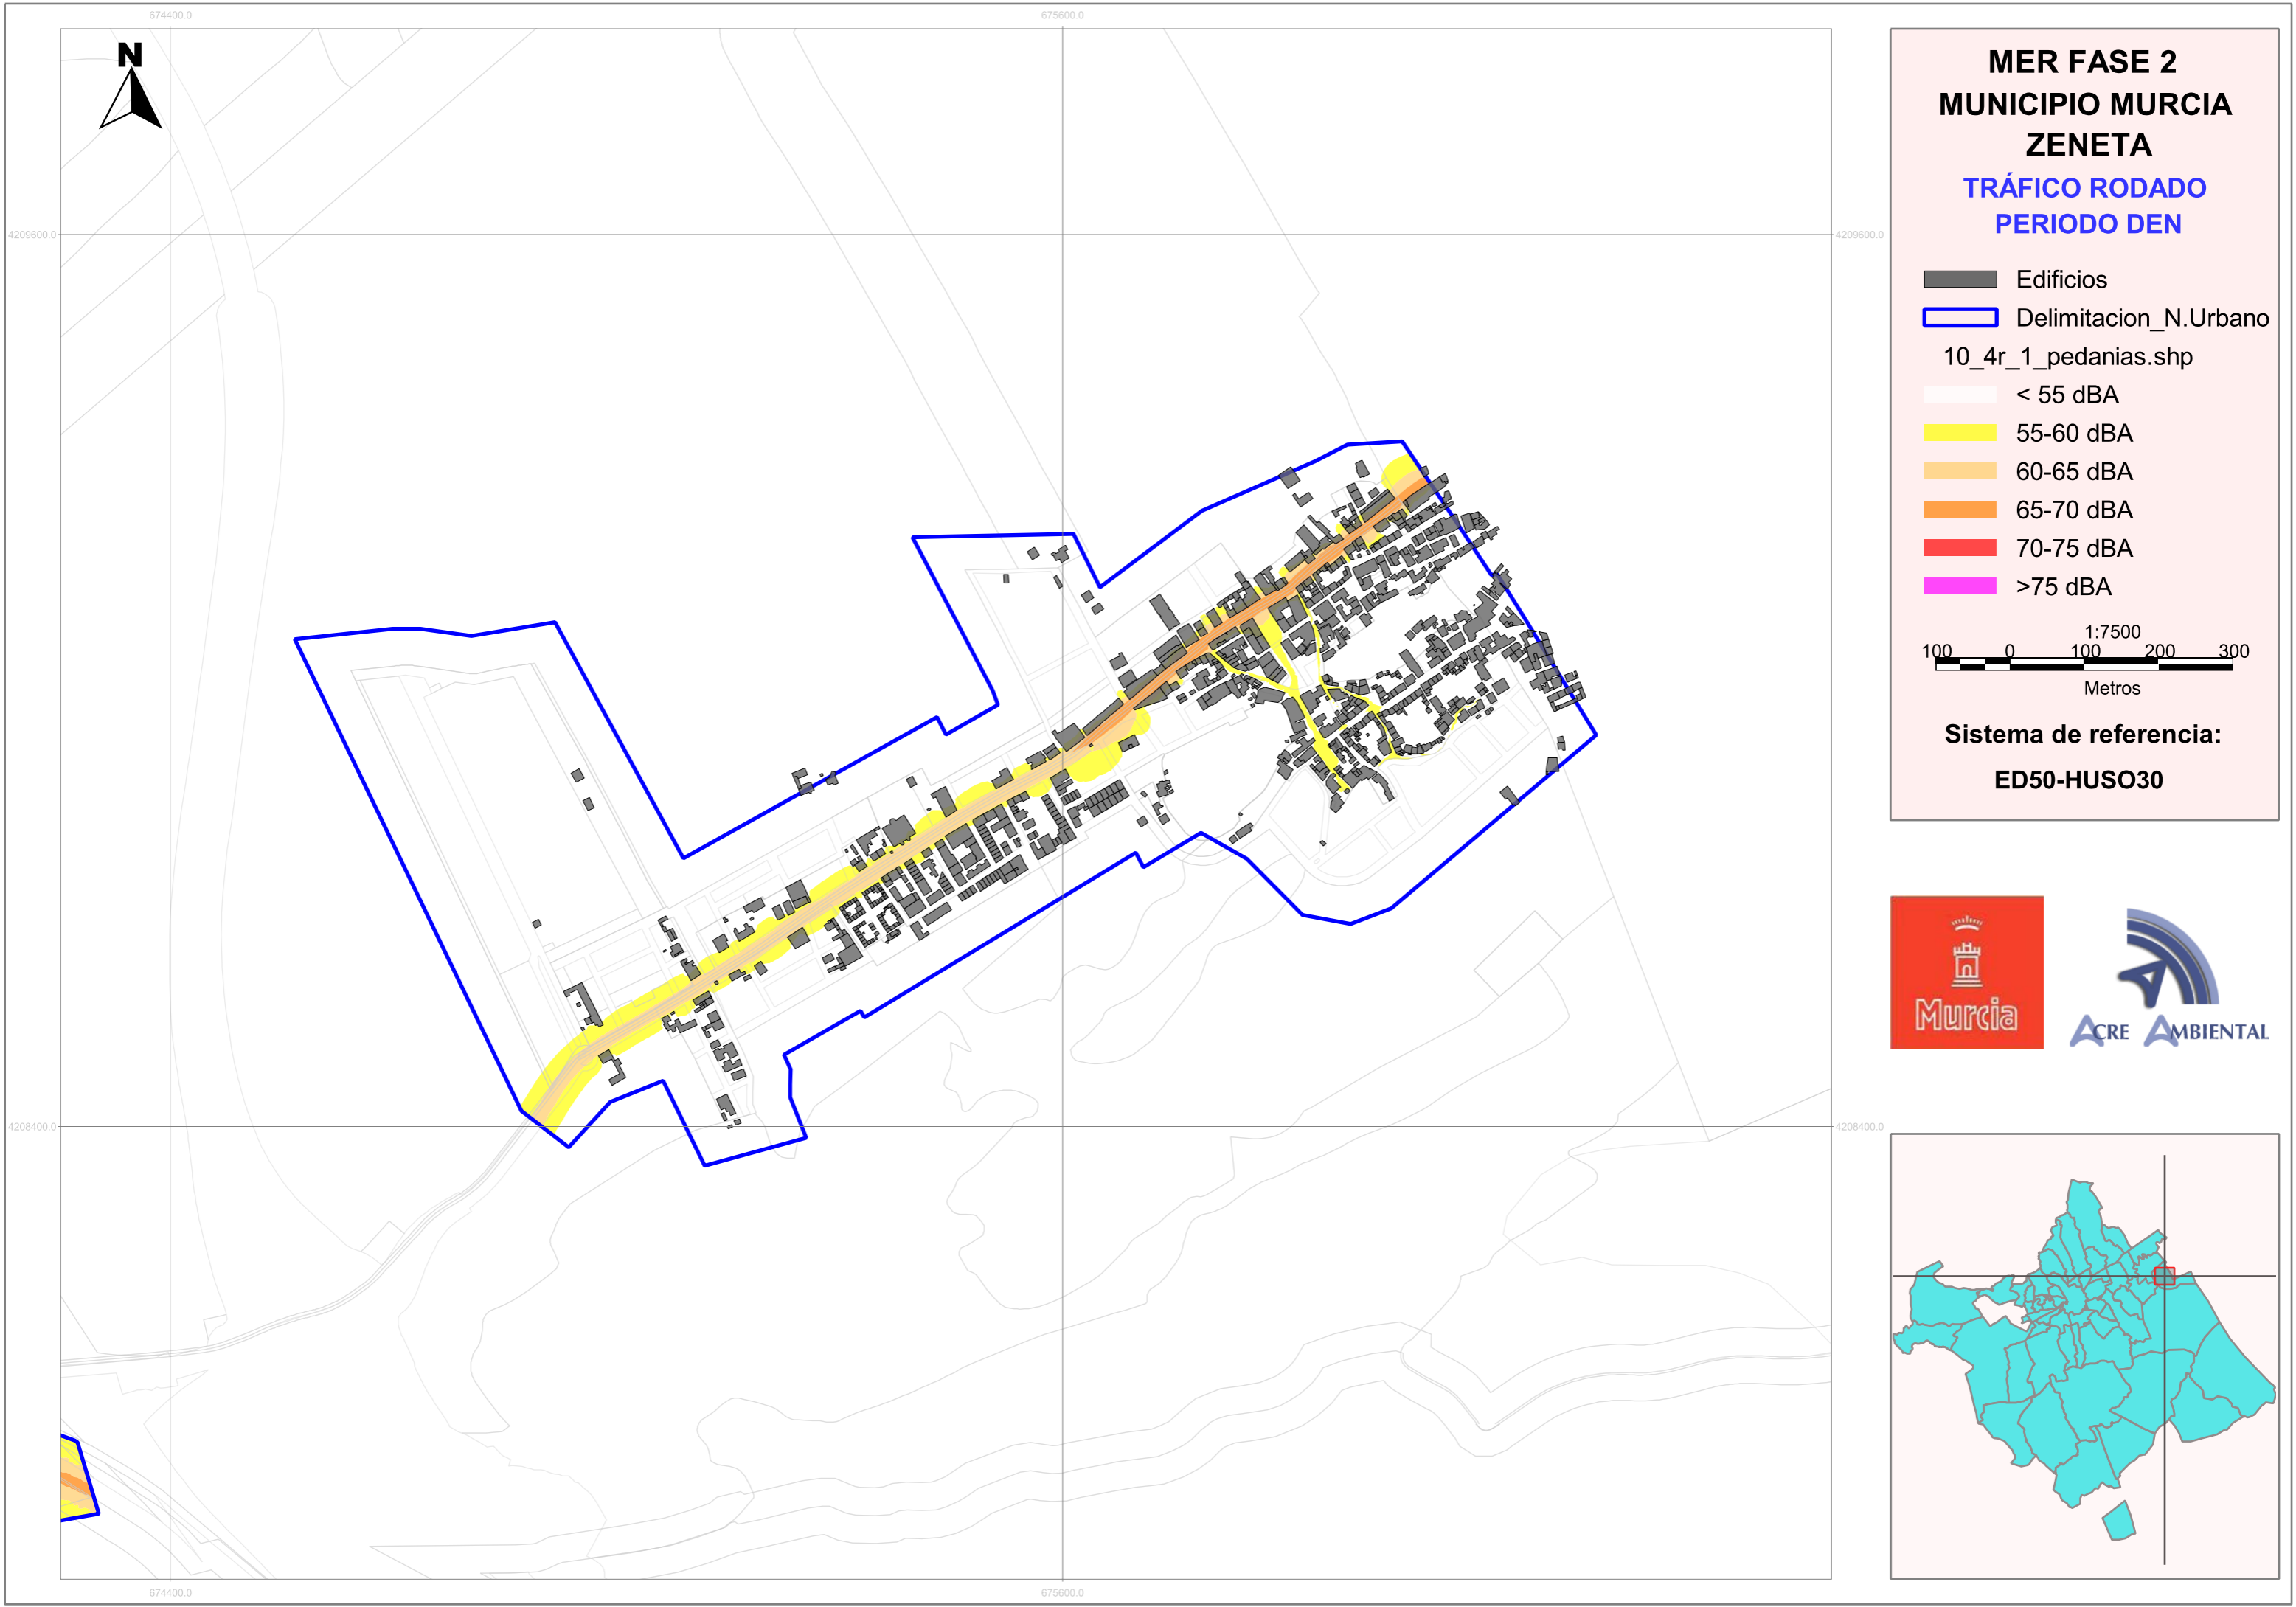 674400.0
675600.0
N
4209600.0
4209600.0
4208400.0
4208400.0
674400.0
675600.0
MER FASE 2
MUNICIPIO MURCIA
ZENETA
TRÁFICO RODADO
PERIODO DEN
Edificios
Delimitacion_N.Urbano
10_4r_1_pedanias.shp
< 55 dBA
55-60 dBA
60-65 dBA
65-70 dBA
70-75 dBA
>75 dBA
1:7500
100 0 100 200 300
Metros
Sistema de referencia:
ED50-HUSO30
Murcia
ACRE AMBIENTAL